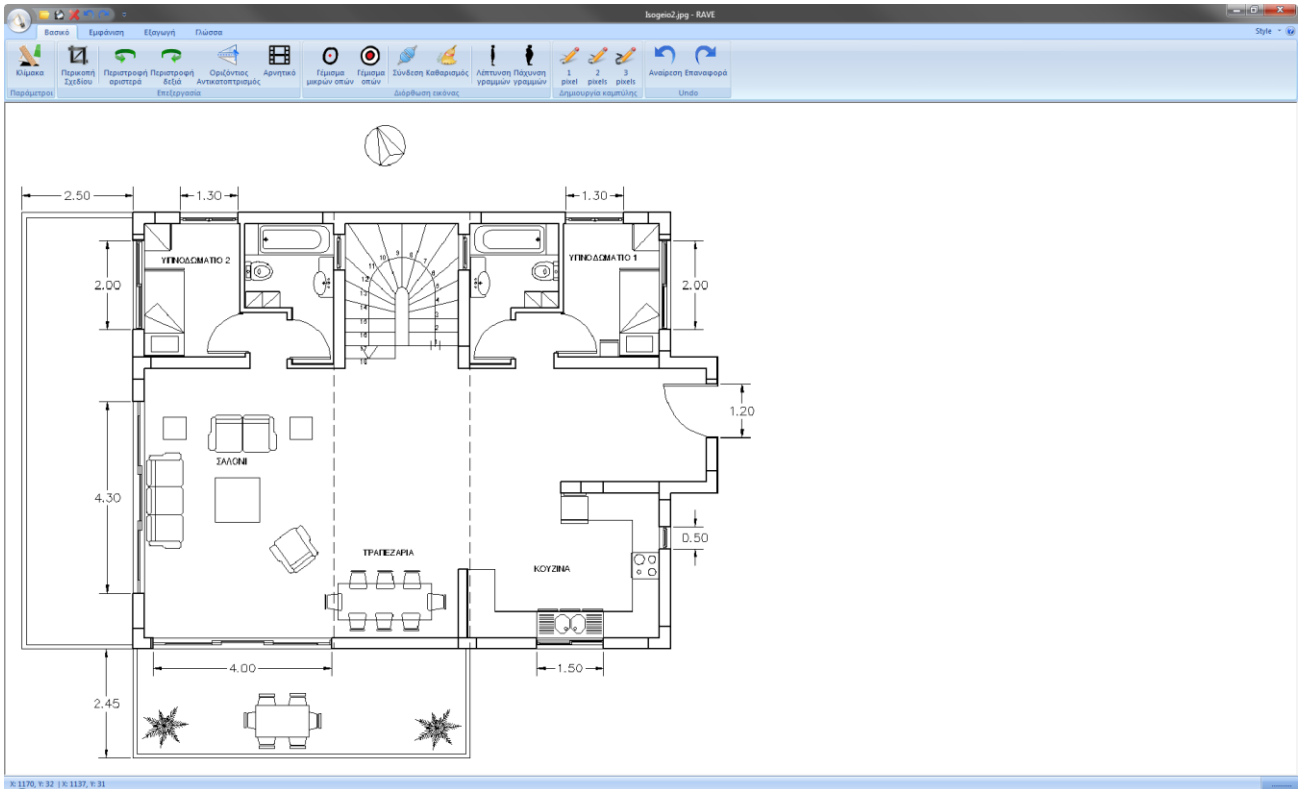 Isogeio2.jpg - RAVE
Βασικό Εμφάνιση Εξαγωγή Γλώσσα Style
Κλίμακα
Περικοπή Σχεδίου
Περιστροφή αριστερά
Περιστροφή δεξιά
Οριζόντιος Αντικατοπτρισμός
Αρνητικό
Γέμισμα μικρών οπών
Γέμισμα οπών
Σύνδεση
Καθαρισμός
Λέπτυνση γραμμών
Πάχυνση γραμμών
1 pixel
2 pixels
3 pixels
Αναίρεση
Επαναφορά
Παράμετροι Επεξεργασία Διόρθωση εικόνας Δημιουργία καμπύλης Undo
2.50 1.30 1.30
ΥΠΝΟΔΩΜΑΤΙΟ 2 ΥΠΝΟΔΩΜΑΤΙΟ 1
2.00 2.00
1.20
ΣΑΛΟΝΙ
4.30
0.50
ΤΡΑΠΕΖΑΡΙΑ
ΚΟΥΖΙΝΑ
4.00 1.50
2.45
X: 1170, Y: 32 | X: 1137, Y: 31